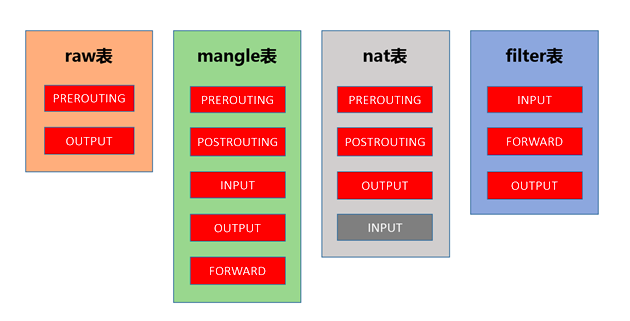 raw表
PREROUTING
OUTPUT
mangle表
PREROUTING
POSTROUTING
INPUT
OUTPUT
FORWARD
nat表
PREROUTING
POSTROUTING
OUTPUT
INPUT
filter表
INPUT
FORWARD
OUTPUT